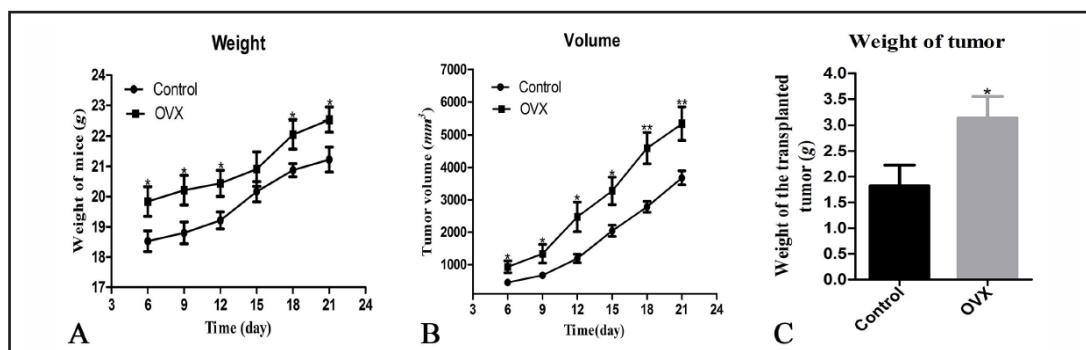 Weight
Weight of mice (g)
24
23
22
21
20
19
18
17
Control
OVX
*
*
*
*
*
3
6
9
12
15
18
21
24
Time (day)
A
Volume
Tumor volume (mm³)
7000
6000
5000
4000
3000
2000
1000
Control
OVX
*
*
*
*
**
**
3
6
9
12
15
18
21
24
Time(day)
B
Weight of tumor
Weight of the transplanted
tumor (g)
4.0
3.5
3.0
2.5
2.0
1.5
1.0
0.5
0.0
*
Control
OVX
C